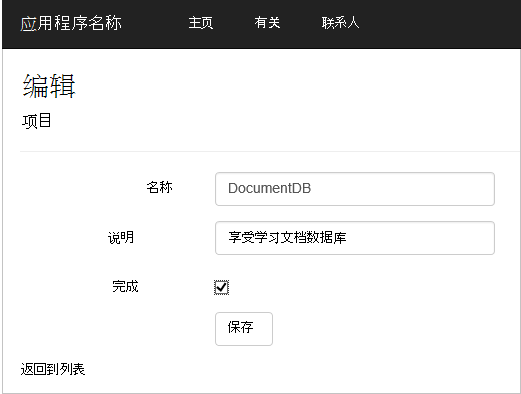 应用程序名称 主页 有关 联系人
编辑
项目
名称 DocumentDB
说明 享受学习文档数据库
完成
保存
返回到列表